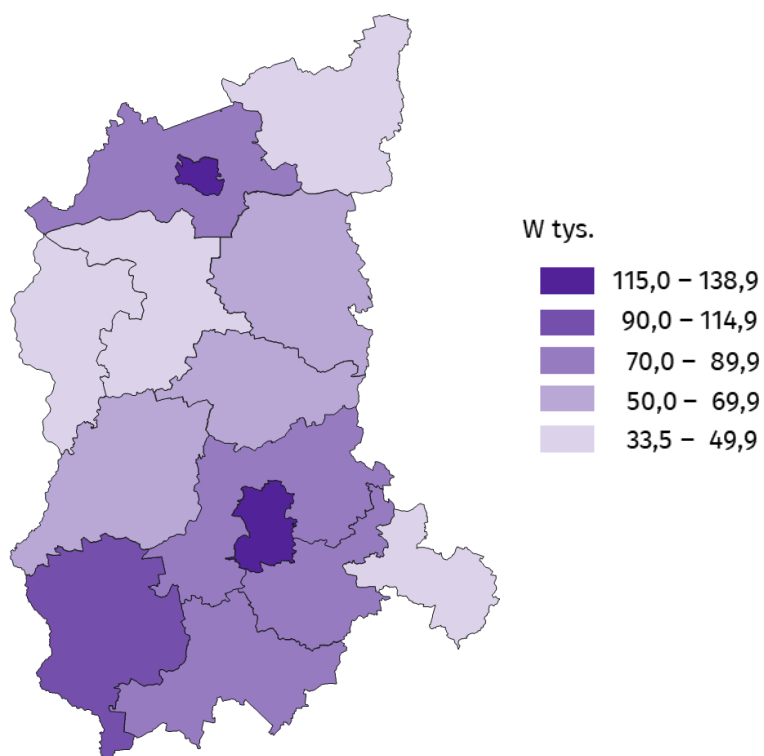 W tys.
115,0 – 138,9
90,0 – 114,9
70,0 – 89,9
50,0 – 69,9
33,5 – 49,9